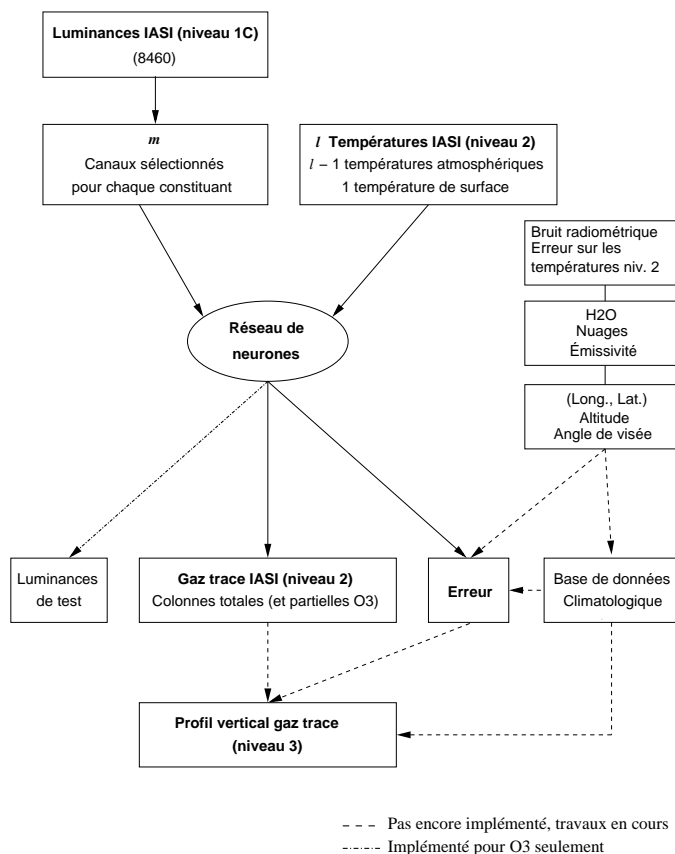 Luminances IASI (niveau 1C)
(8460)
m
Canaux sélectionnés
pour chaque constituant
l Températures IASI (niveau 2)
l – 1 températures atmosphériques
1 température de surface
Bruit radiométrique
Erreur sur les
températures niv. 2
H2O
Nuages
Émissivité
(Long., Lat.)
Altitude
Angle de visée
Réseau de
neurones
Luminances
de test
Gaz trace IASI (niveau 2)
Colonnes totales (et partielles O3)
Erreur
Base de données
Climatologique
Profil vertical gaz trace
(niveau 3)
Pas encore implémenté, travaux en cours
Implémenté pour O3 seulement